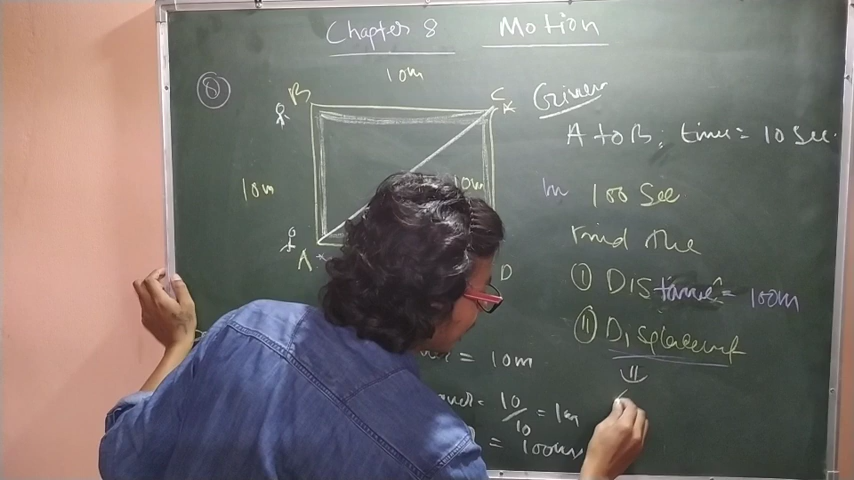 Chapter 8 Motion
8
10m
B
C
Given
A to B, time = 10 Sec.
10m
10m
In 100 Sec
Find the
A
D
I Distance = 100m
II Displacement
= 10m
= 10/10 = 1m
= 100m